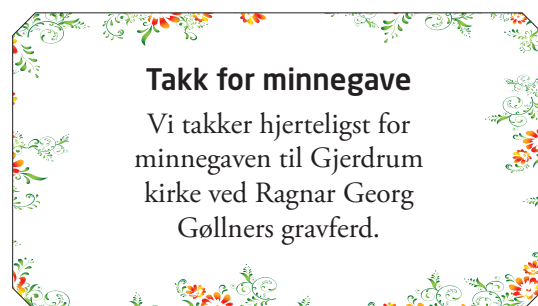 Takk for minnegave
Vi takker hjerteligst for
minnegaven til Gjerdrum
kirke ved Ragnar Georg
Gøllners gravferd.